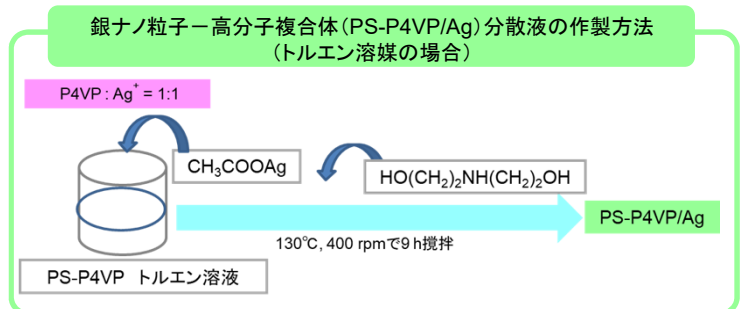 銀ナノ粒子－高分子複合体(PS-P4VP/Ag)分散液の作製方法
(トルエン溶媒の場合)
P4VP : Ag⁺ = 1:1
CH₃COOAg
HO(CH₂)₂NH(CH₂)₂OH
PS-P4VP/Ag
130℃, 400 rpmで9 h撹拌
PS-P4VP トルエン溶液